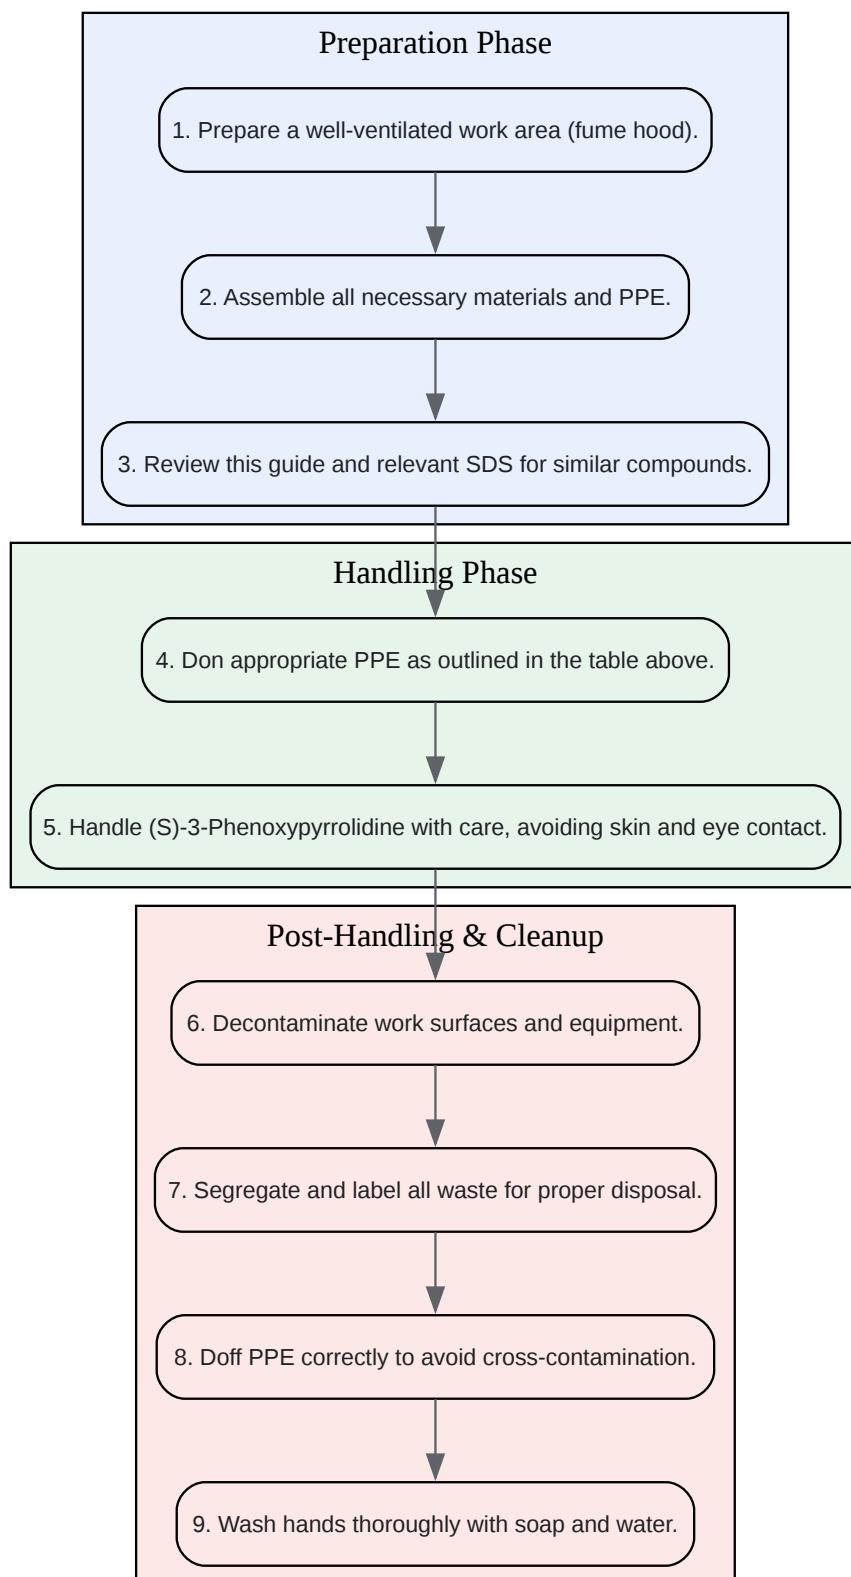 Preparation Phase
1. Prepare a well-ventilated work area (fume hood).
2. Assemble all necessary materials and PPE.
3. Review this guide and relevant SDS for similar compounds.
Handling Phase
4. Don appropriate PPE as outlined in the table above.
5. Handle (S)-3-Phenoxypyrrolidine with care, avoiding skin and eye contact.
Post-Handling & Cleanup
6. Decontaminate work surfaces and equipment.
7. Segregate and label all waste for proper disposal.
8. Doff PPE correctly to avoid cross-contamination.
9. Wash hands thoroughly with soap and water.